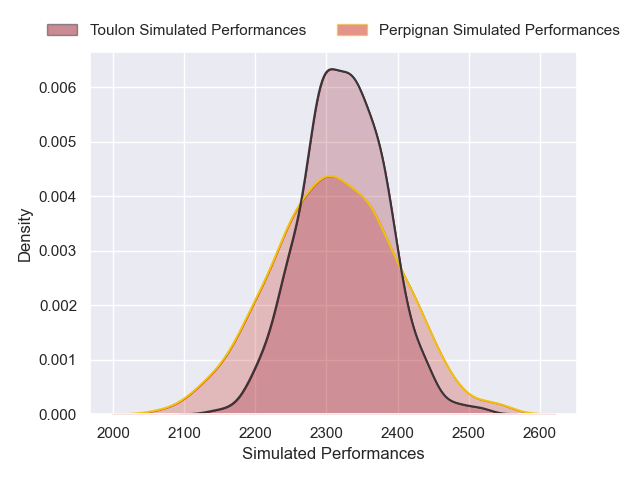 Toulon Simulated Performances
Perpignan Simulated Performances
0.006
0.005
0.004
0.003
0.002
0.001
0.000
Density
2000 2100 2200 2300 2400 2500 2600
Simulated Performances